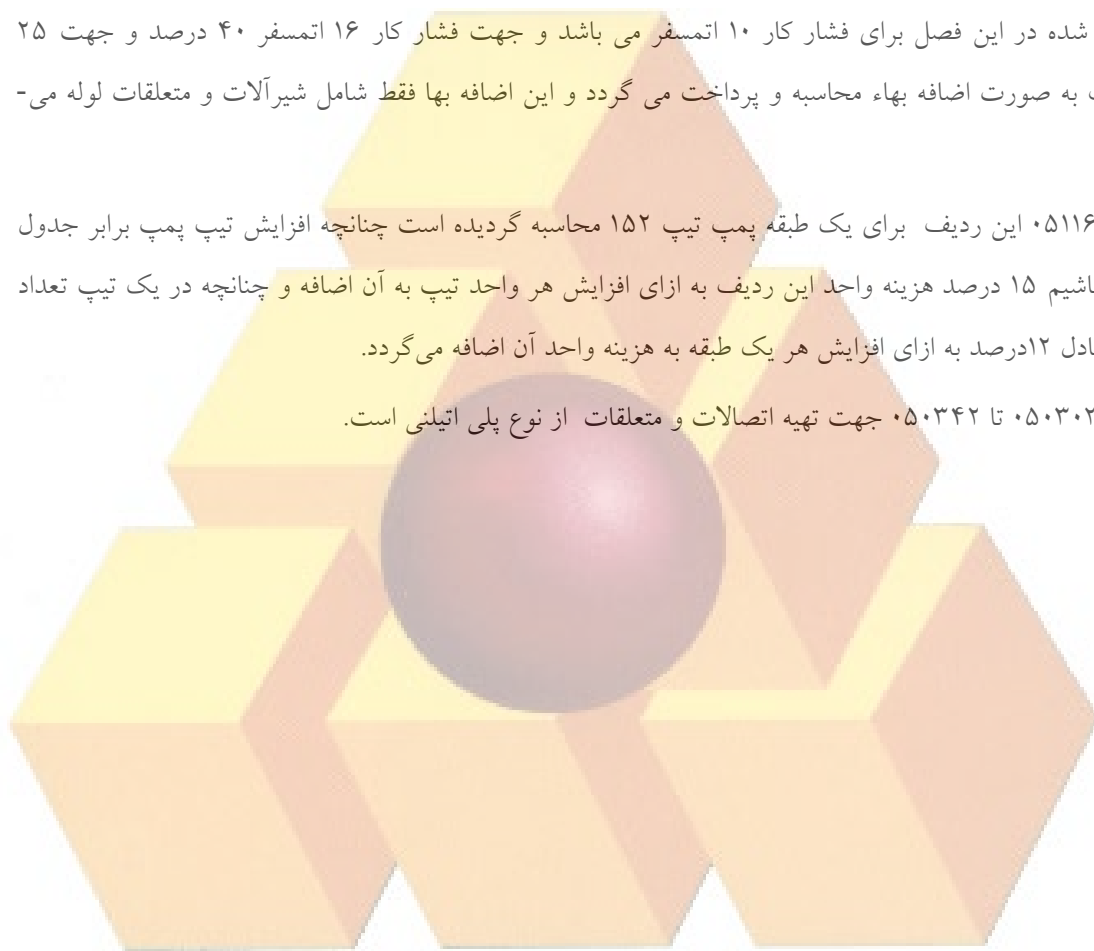 شده در این فصل برای فشار کار ۱۰ اتمسفر می باشد و جهت فشار کار ۱۶ اتمسفر ۴۰ درصد و جهت ۲۵
به صورت اضافه بهاء محاسبه و پرداخت می گردد و این اضافه بها فقط شامل شیرآلات و متعلقات لوله می-
۰۵۱۱۶ این ردیف برای یک طبقه پمپ تیپ ۱۵۲ محاسبه گردیده است چنانچه افزایش تیپ پمپ برابر جدول
اشیم ۱۵ درصد هزینه واحد این ردیف به ازای افزایش هر واحد تیپ به آن اضافه و چنانچه در یک تیپ تعداد
ادل ۱۲درصد به ازای افزایش هر یک طبقه به هزینه واحد آن اضافه می‌گردد.
۰۵۰۳۰۲ تا ۰۵۰۳۴۲ جهت تهیه اتصالات و متعلقات از نوع پلی اتیلنی است.